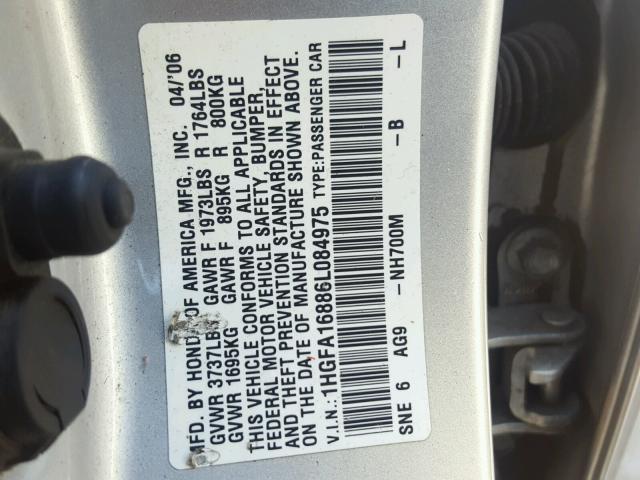 MFD. BY HONDA OF AMERICA MFG., INC. 04/'06
GVWR 3737LBS GAWR F 1973LBS R 1764LBS
GVWR 1695KG GAWR F 895KG R 800KG
THIS VEHICLE CONFORMS TO ALL APPLICABLE
FEDERAL MOTOR VEHICLE SAFETY, BUMPER,
AND THEFT PREVENTION STANDARDS IN EFFECT
ON THE DATE OF MANUFACTURE SHOWN ABOVE.
V.I.N.: 1HGFA16886L084975 TYPE: PASSENGER CAR
SNE 6 AG9 -NH700M -B -L